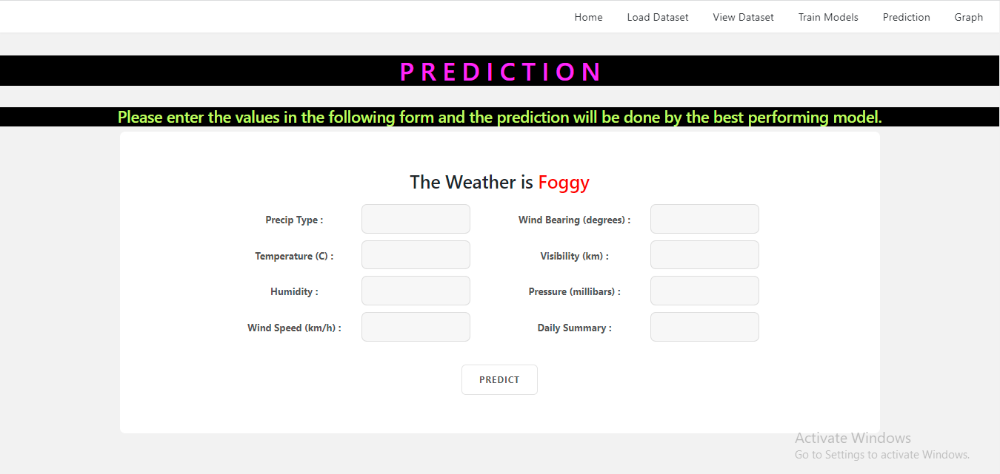 Home Load Dataset View Dataset Train Models Prediction Graph
PREDICTION
Please enter the values in the following form and the prediction will be done by the best performing model.
The Weather is Foggy
Precip Type : Wind Bearing (degrees) :
Temperature (C) : Visibility (km) :
Humidity : Pressure (millibars) :
Wind Speed (km/h) : Daily Summary :
PREDICT
Activate Windows
Go to Settings to activate Windows.